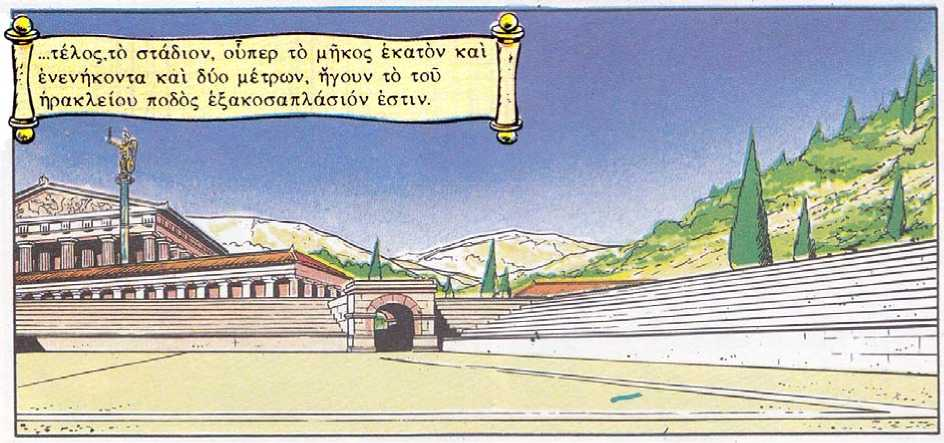 ...τέλος,τὸ στάδιον, οὗπερ τὸ μῆκος ἑκατὸν καὶ
ἐνενήκοντα καὶ δύο μέτρων, ἤγουν τὸ τοῦ
ἡρακλείου ποδὸς ἑξακοσαπλάσιόν ἐστιν.